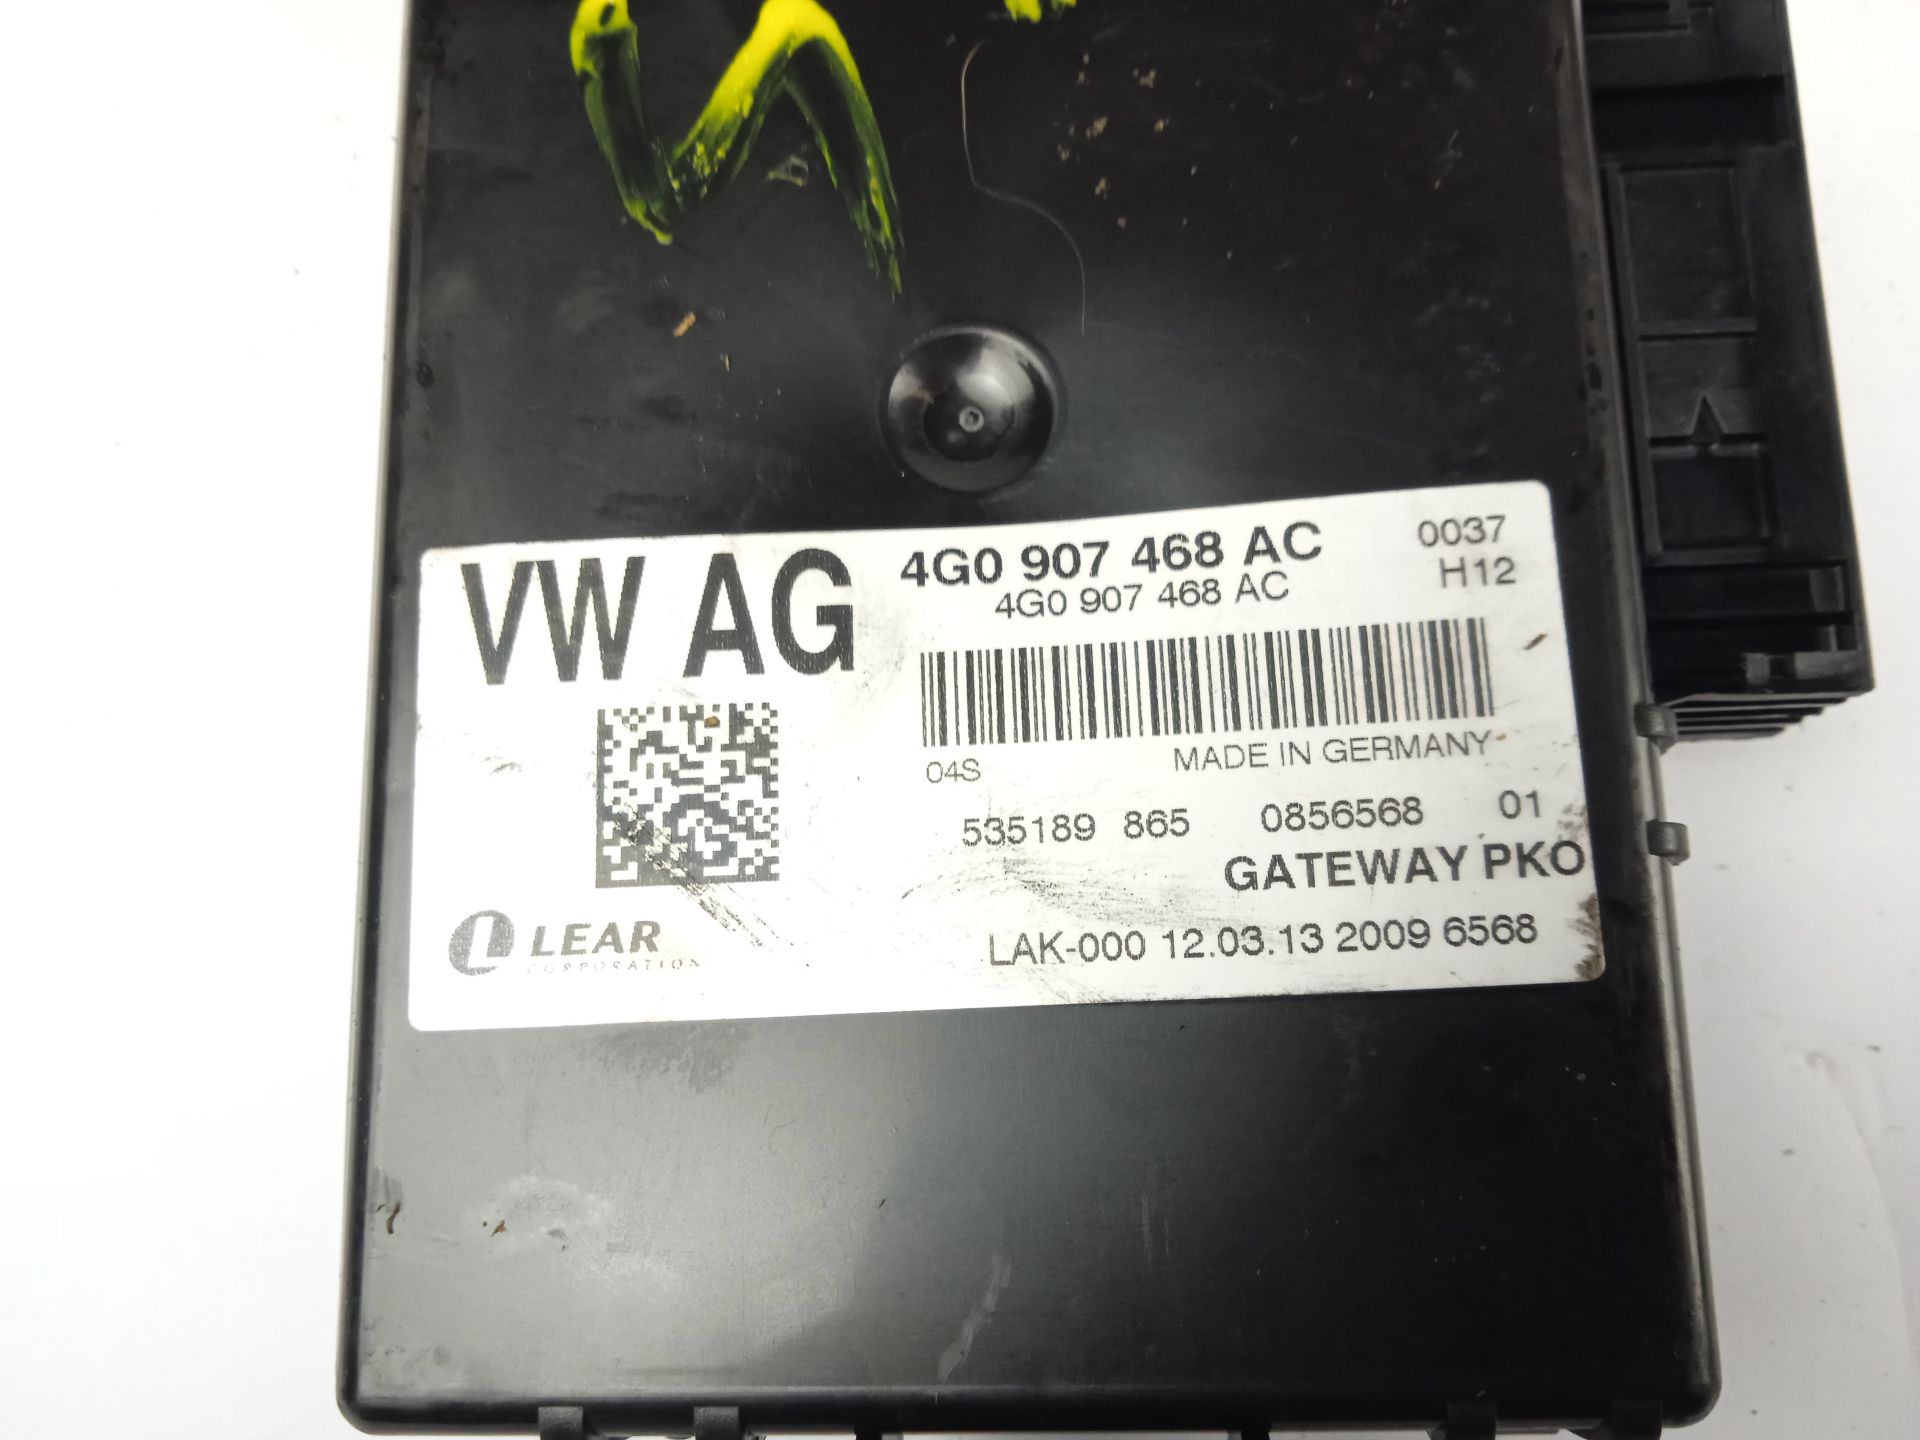 VW AG
4G0 907 468 AC
4G0 907 468 AC
0037
H12
04S
MADE IN GERMANY
535189 865 0856568 01
GATEWAY PKO
LEAR
CORPORATION
LAK-000 12.03.13 2009 6568